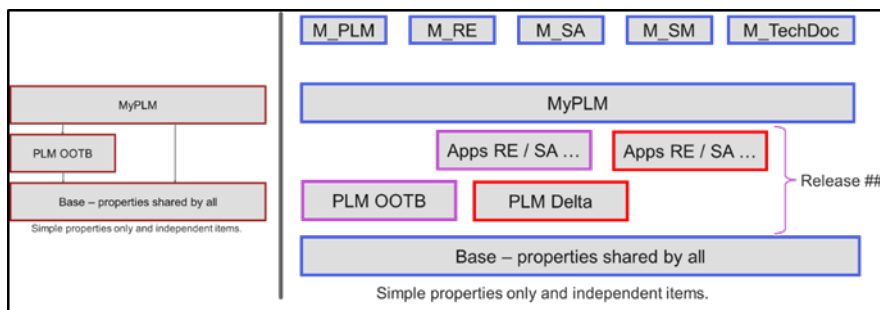 MyPLM
PLM OOTB
Base – properties shared by all
Simple properties only and independent items.
M_PLM M_RE M_SA M_SM M_TechDoc
MyPLM
Apps RE / SA ... Apps RE / SA ...
Release ##
PLM OOTB PLM Delta
Base – properties shared by all
Simple properties only and independent items.